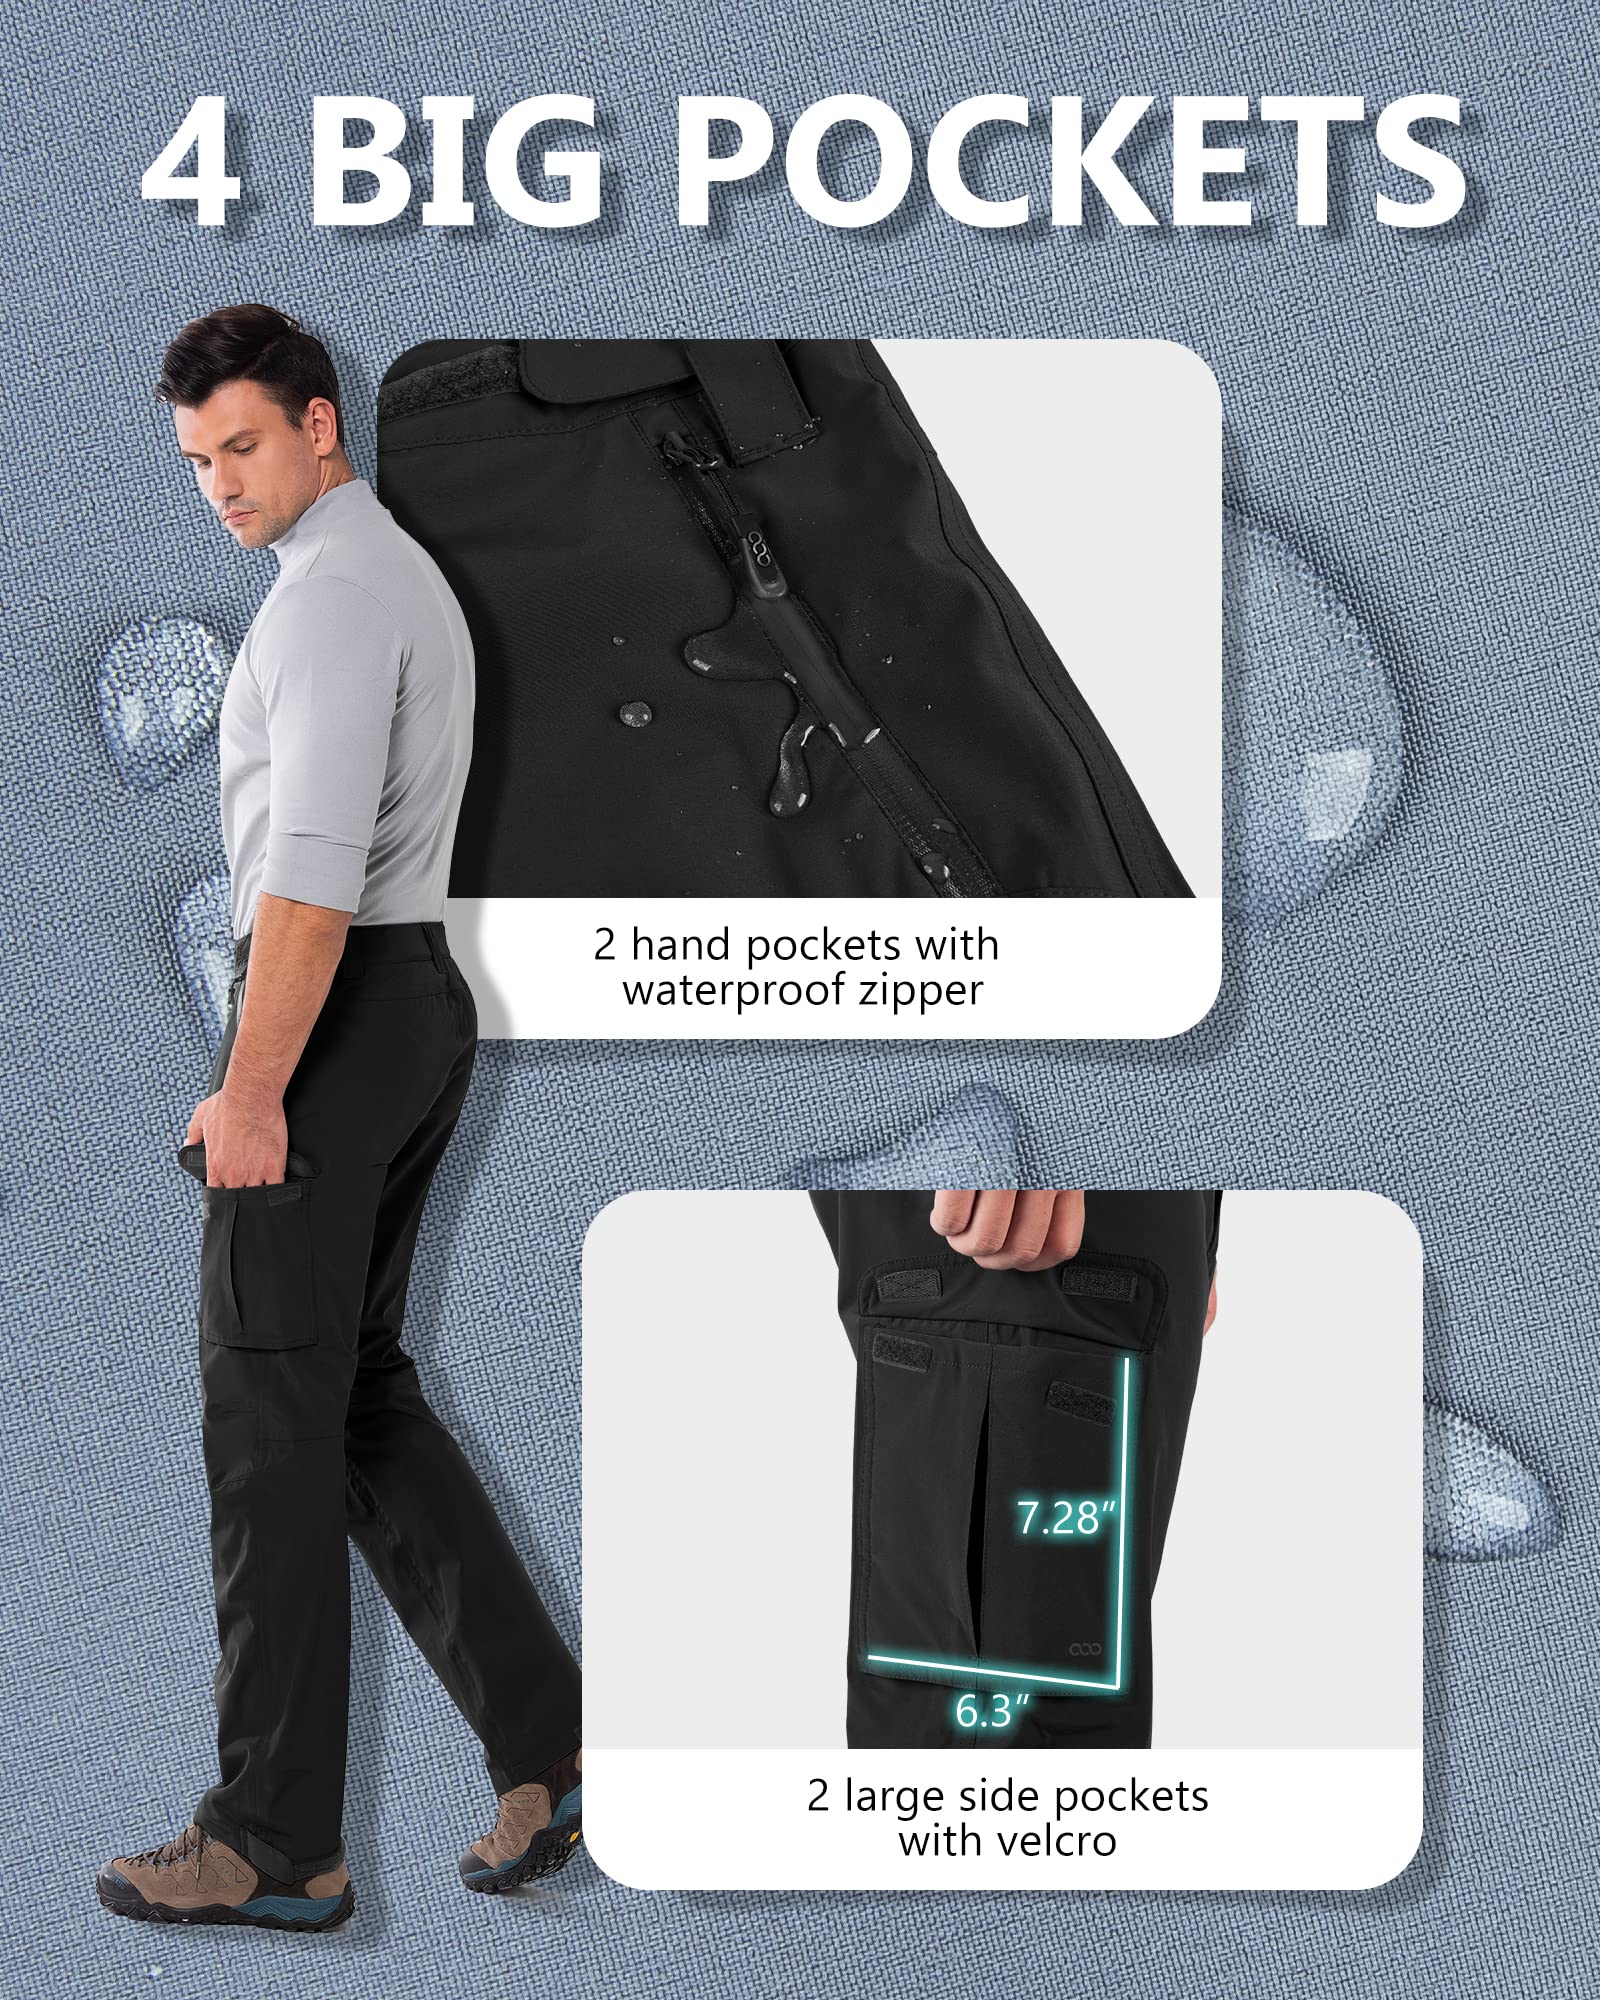 4 BIG POCKETS
2 hand pockets with
waterproof zipper
7.28"
6.3"
2 large side pockets
with velcro